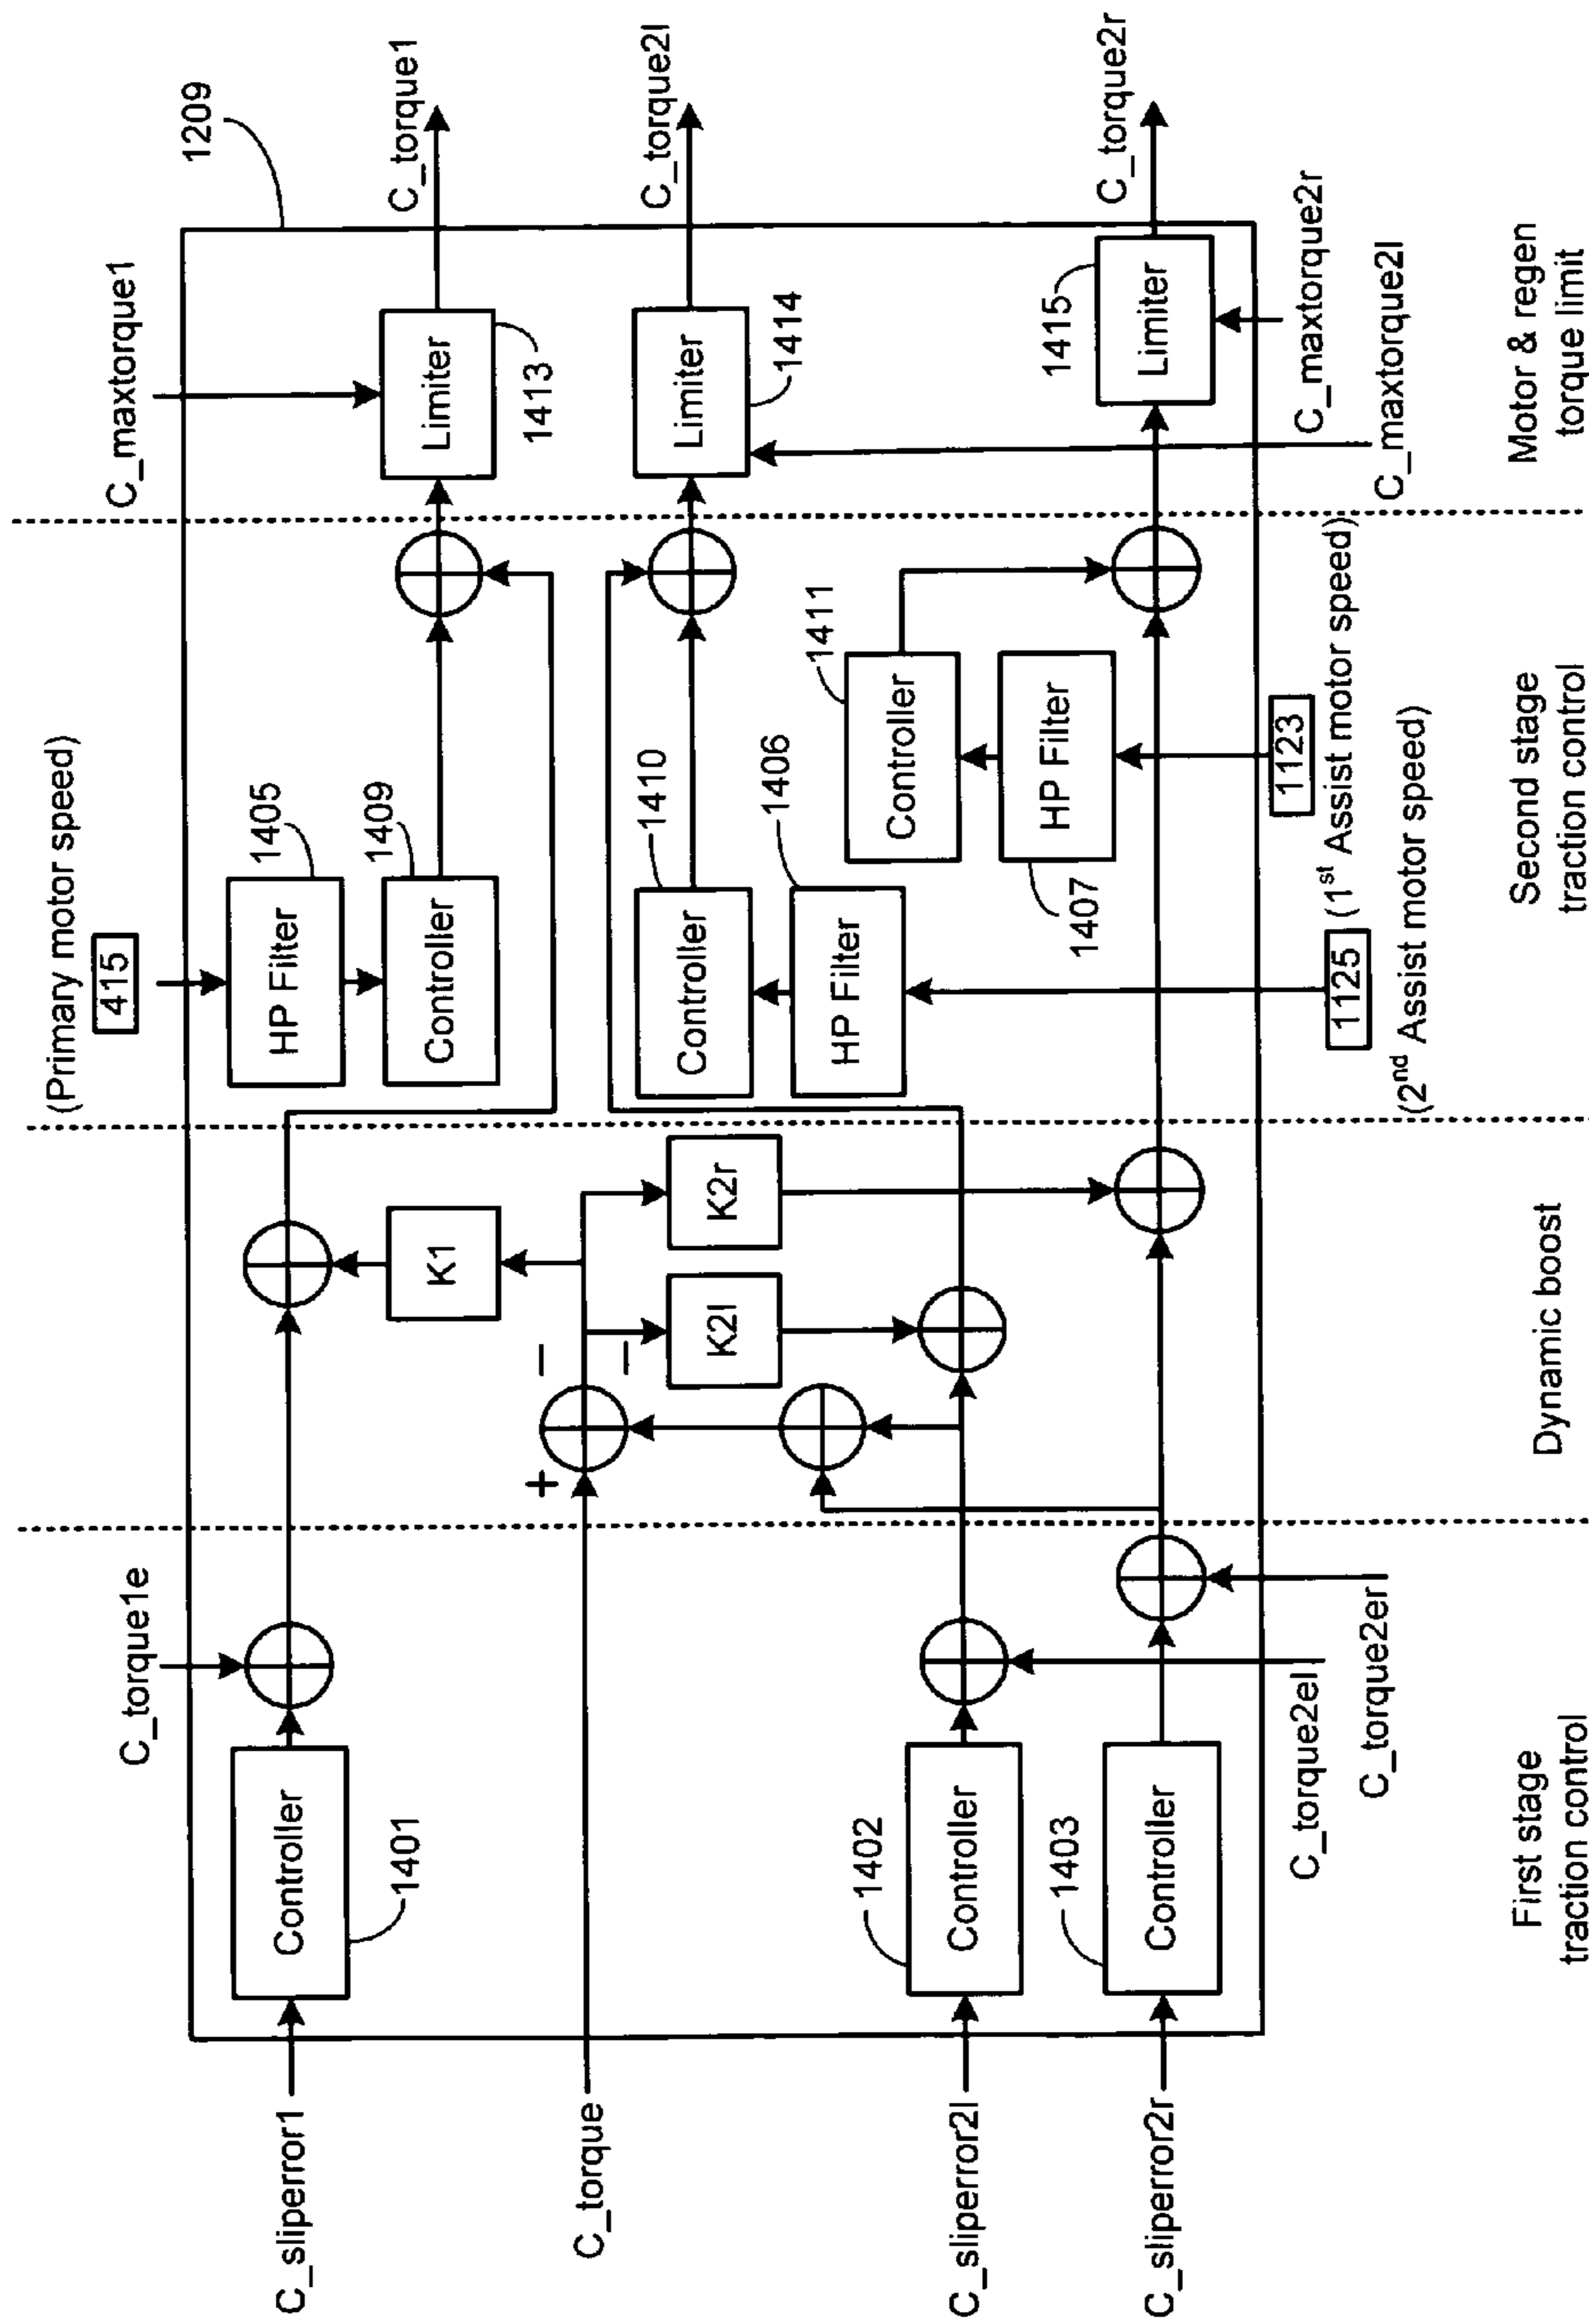 1209
C_maxtorque1
C_torque1
C_torque2l
C_torque2r
(Primary motor speed)
415
C_torque1e
HP Filter
1405
Controller
1409
Limiter
1413
Controller
1401
K1
K2l
K2r
+
−
−
Controller
1410
HP Filter
1406
Limiter
1414
Controller
1411
HP Filter
1407
Limiter
1415
Controller
1402
Controller
1403
C_sliperror1
C_torque
C_sliperror2l
C_sliperror2r
C_torque2el
C_torque2er
1123
(1st Assist motor speed)
1125
(2nd Assist motor speed)
C_maxtorque2r
C_maxtorque2l
First stage
traction control
Dynamic boost
Second stage
traction control
Motor & regen
torque limit